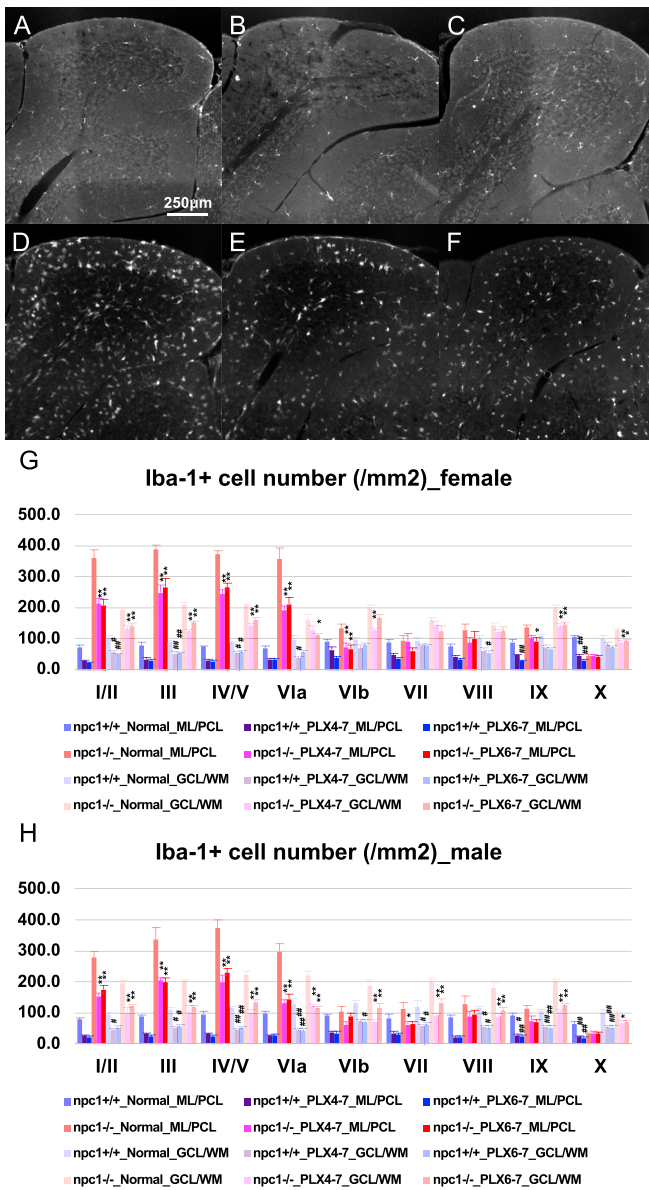 A B C
250μm
D E F
G
Iba-1+ cell number (/mm2)_female
500.0
400.0
300.0
200.0
100.0
0.0
I/II III IV/V VIa VIb VII VIII IX X
npc1+/+_Normal_ML/PCL npc1+/+_PLX4-7_ML/PCL npc1+/+_PLX6-7_ML/PCL
npc1-/-_Normal_ML/PCL npc1-/-_PLX4-7_ML/PCL npc1-/-_PLX6-7_ML/PCL
npc1+/+_Normal_GCL/WM npc1+/+_PLX4-7_GCL/WM npc1+/+_PLX6-7_GCL/WM
npc1-/-_Normal_GCL/WM npc1-/-_PLX4-7_GCL/WM npc1-/-_PLX6-7_GCL/WM
H
Iba-1+ cell number (/mm2)_male
500.0
400.0
300.0
200.0
100.0
0.0
I/II III IV/V VIa VIb VII VIII IX X
npc1+/+_Normal_ML/PCL npc1+/+_PLX4-7_ML/PCL npc1+/+_PLX6-7_ML/PCL
npc1-/-_Normal_ML/PCL npc1-/-_PLX4-7_ML/PCL npc1-/-_PLX6-7_ML/PCL
npc1+/+_Normal_GCL/WM npc1+/+_PLX4-7_GCL/WM npc1+/+_PLX6-7_GCL/WM
npc1-/-_Normal_GCL/WM npc1-/-_PLX4-7_GCL/WM npc1-/-_PLX6-7_GCL/WM